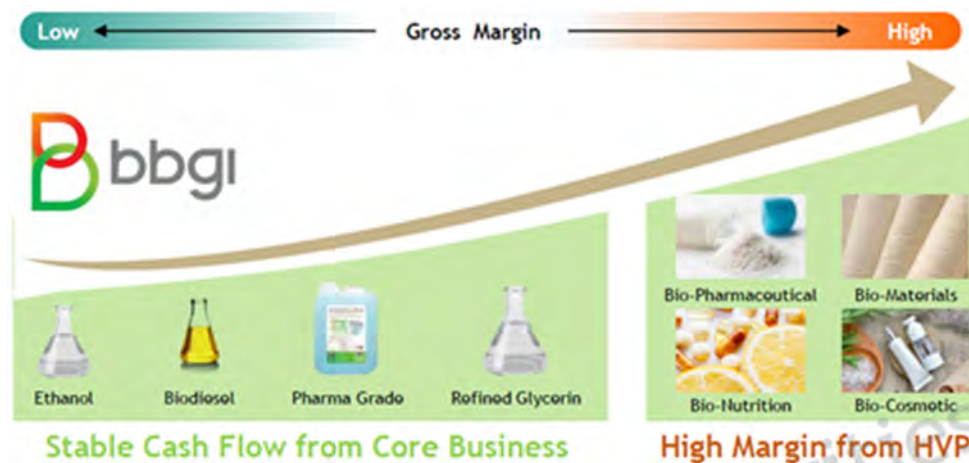 Low Gross Margin High
bbgi
Bio-Pharmaceutical Bio-Materials
Ethanol Biodiesel Pharma Grade Refined Glycerin
Bio-Nutrition Bio-Cosmetic
Stable Cash Flow from Core Business
High Margin from HVP